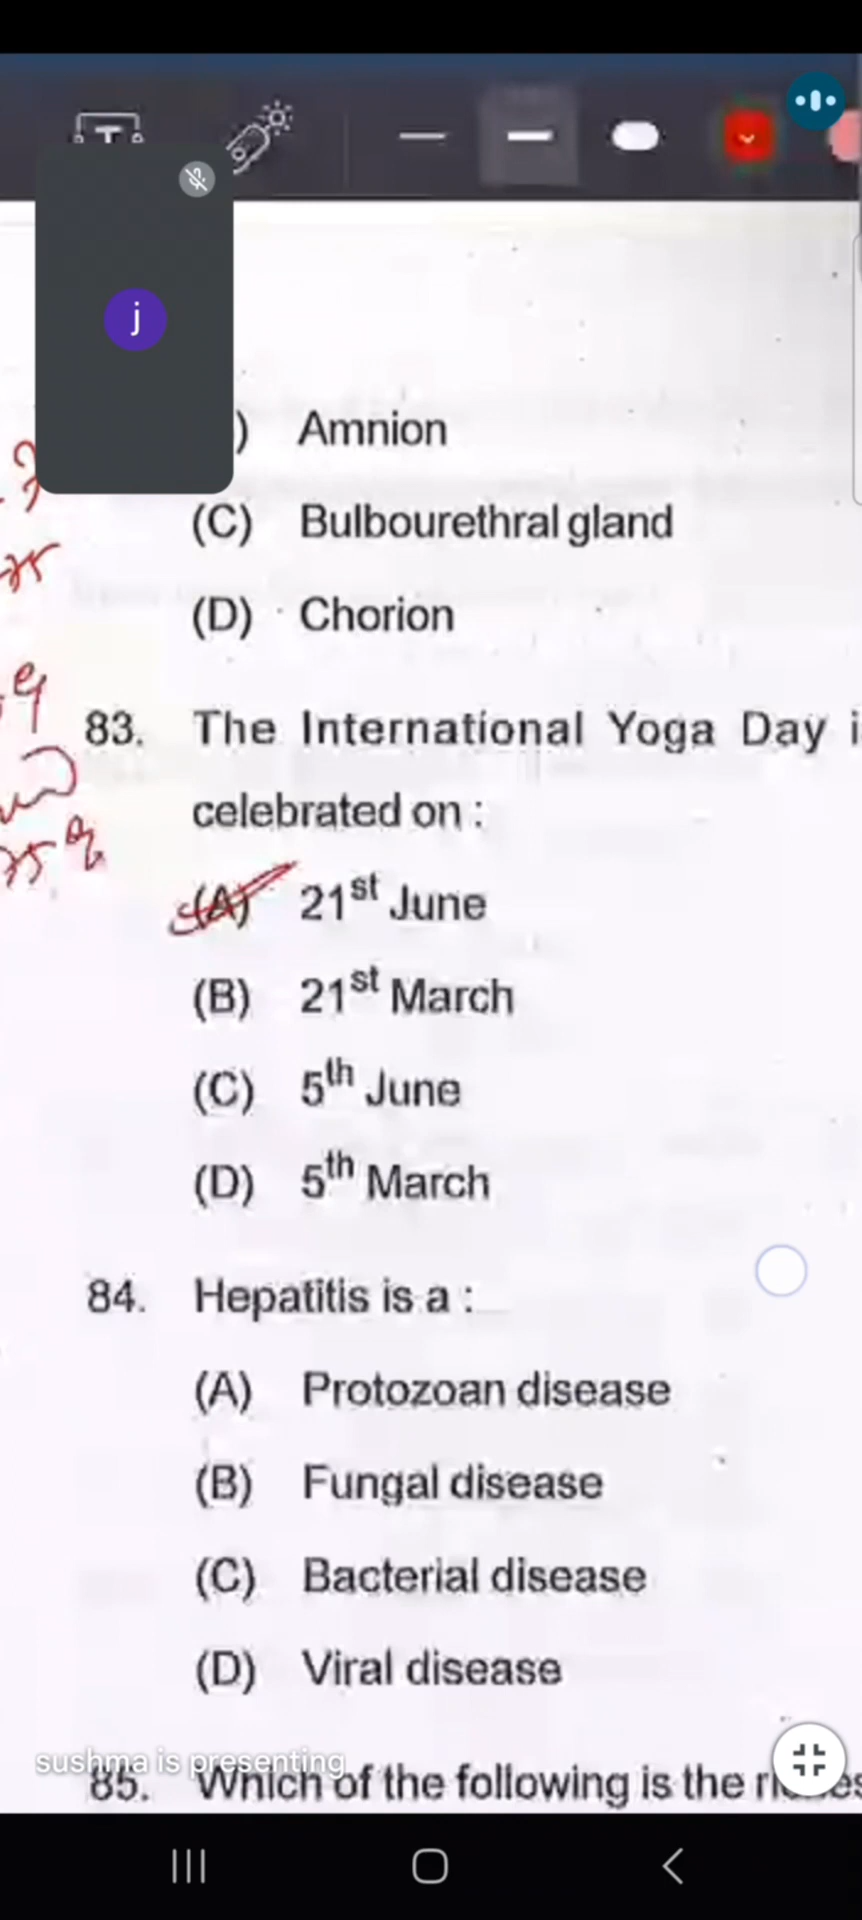 j
) Amnion
(C) Bulbourethral gland
(D) Chorion
83. The International Yoga Day i
celebrated on :
(A) 21st June
(B) 21st March
(C) 5th June
(D) 5th March
84. Hepatitis is a :
(A) Protozoan disease
(B) Fungal disease
(C) Bacterial disease
(D) Viral disease
sushma is presenting
85. Which of the following is the